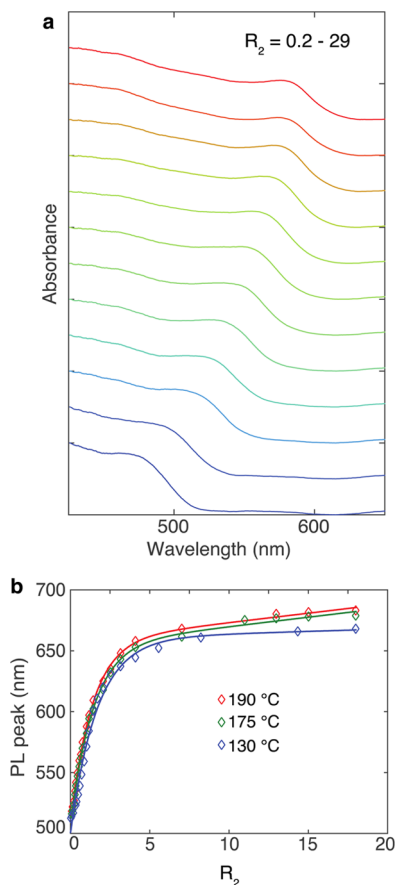 a
R2 = 0.2 - 29
Absorbance
500 600
Wavelength (nm)
b
700
650
600
550
500
PL peak (nm)
190 °C
175 °C
130 °C
0 5 10 15 20
R2